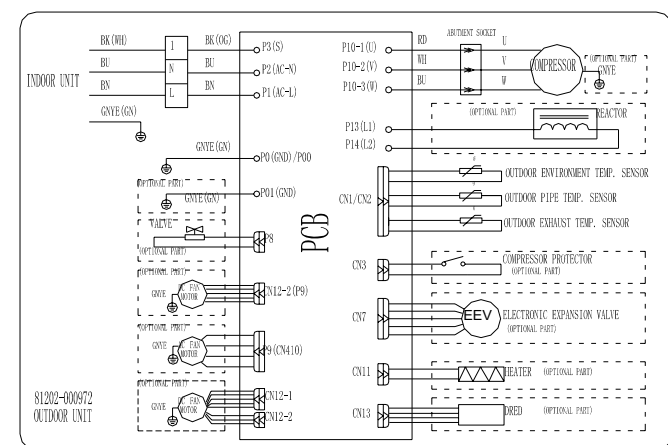 BK(WH) 1 BK(OG) P3(S)
INDOOR UNIT BU N BU P2(AC-N)
BN L BN P1(AC-L)
GNYE(GN)
GNYE(GN) P0(GND)/P00
(OPTIONAL PART)
GNYE(GN) P01(GND)
VALVE
P8
(OPTIONAL PART)
(OPTIONAL PART)
GNYE FAN MOTOR CN12-2(P9)
(OPTIONAL PART)
GNYE AC FAN MOTOR P9(CN410)
(OPTIONAL PART)
GNYE FAN MOTOR CN12-1
CN12-2
81202-000972
OUTDOOR UNIT
PCB
ABUTMENT SOCKET
P10-1(U) RD U
P10-2(V) WH V COMPRESSOR (OPTIONAL PART) GNYE
P10-3(W) BU W
(OPTIONAL PART) REACTOR
P13(L1)
P14(L2)
OUTDOOR ENVIRONMENT TEMP. SENSOR
CN1/CN2 OUTDOOR PIPE TEMP. SENSOR
OUTDOOR EXHAUST TEMP. SENSOR
CN3 COMPRESSOR PROTECTOR
(OPTIONAL PART)
CN7 EEV ELECTRONIC EXPANSION VALVE
(OPTIONAL PART)
CN11 HEATER (OPTIONAL PART)
CN13 DRED (OPTIONAL PART)